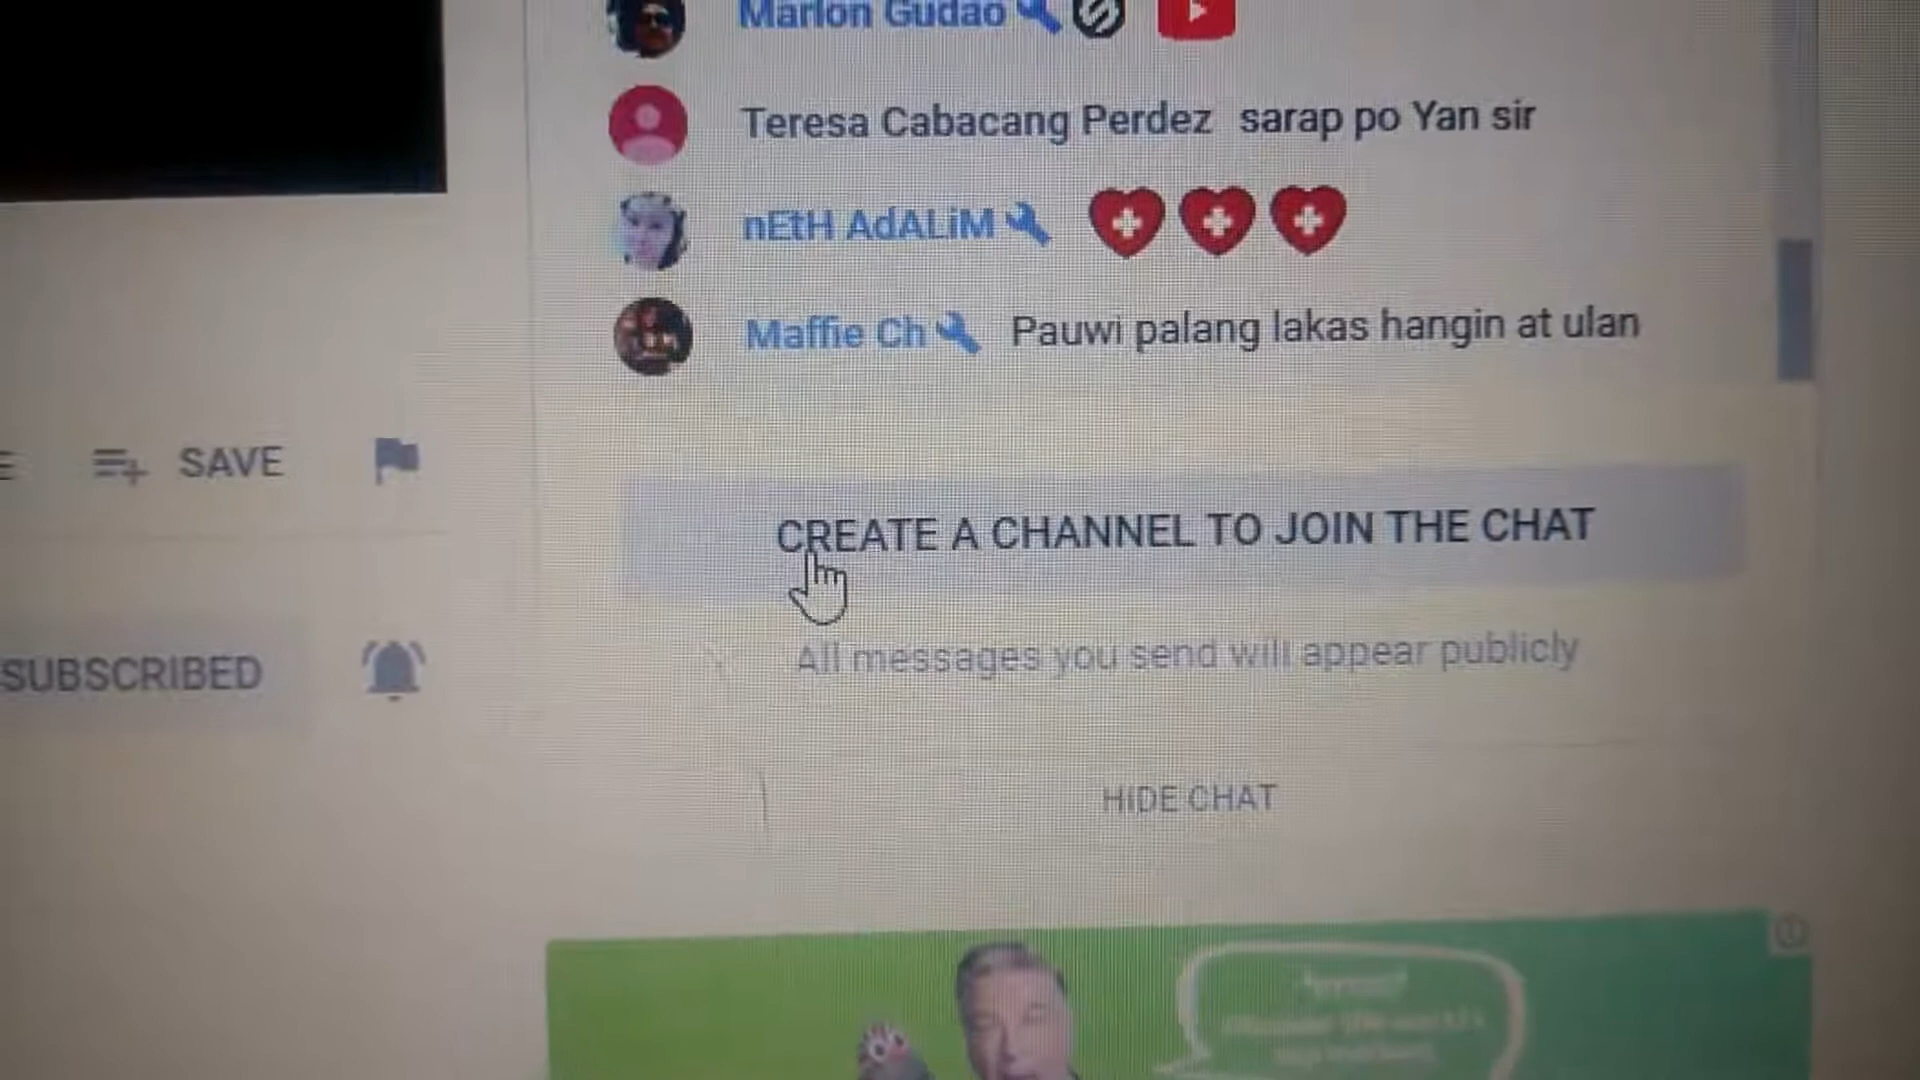 Marlon Gudao
Teresa Cabacang Perdez sarap po Yan sir
nEtH AdALiM
Maffie Ch Pauwi palang lakas hangin at ulan
SAVE
CREATE A CHANNEL TO JOIN THE CHAT
All messages you send will appear publicly
SUBSCRIBED
HIDE CHAT